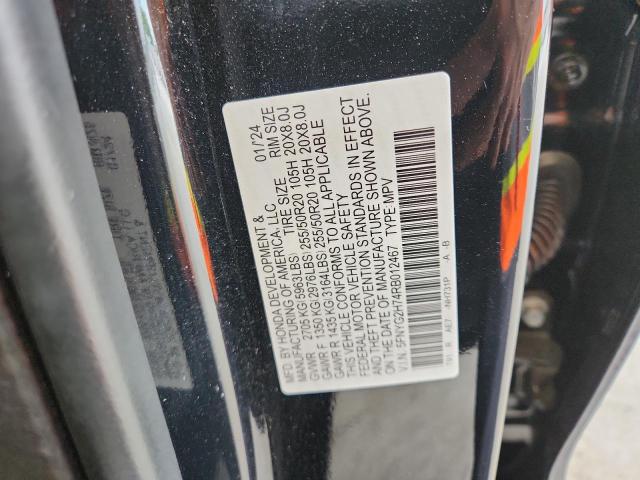 MFD. BY HONDA DEVELOPMENT &
MANUFACTURING OF AMERICA, LLC 01/24
TIRE SIZE RIM SIZE
GVWR 2705 KG(5963LBS)
GAWR F 1350 KG(2976LBS) 255/50R20 105H 20X8.0J
GAWR R 1435 KG(3164LBS) 255/50R20 105H 20X8.0J
THIS VEHICLE CONFORMS TO ALL APPLICABLE
FEDERAL MOTOR VEHICLE SAFETY
AND THEFT PREVENTION STANDARDS IN EFFECT
ON THE DATE OF MANUFACTURE SHOWN ABOVE.
V.I.N. 5FNYG2H74RB012467 TYPE:MPV
A B